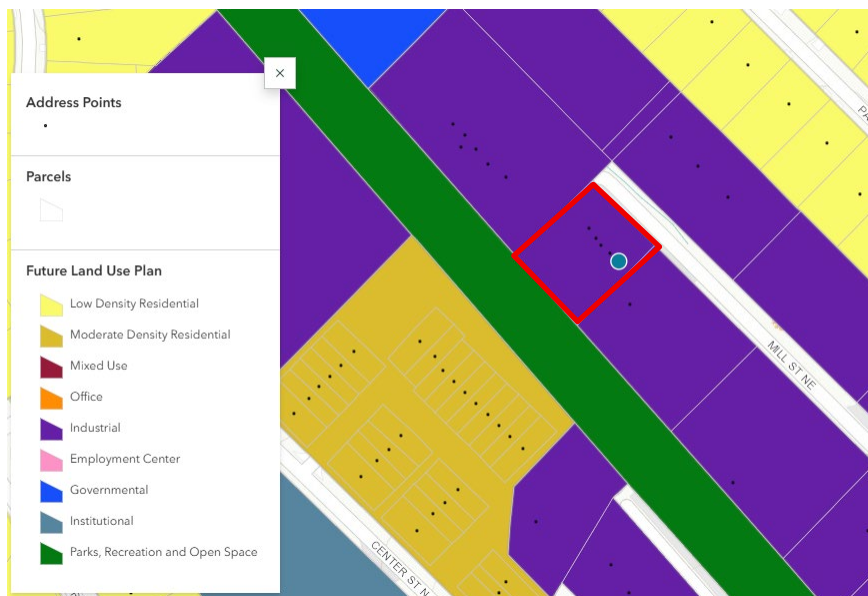 ×
Address Points
Parcels
Future Land Use Plan
Low Density Residential
Moderate Density Residential
Mixed Use
Office
Industrial
Employment Center
Governmental
Institutional
Parks, Recreation and Open Space
PA
MILL ST NE
CENTER ST N